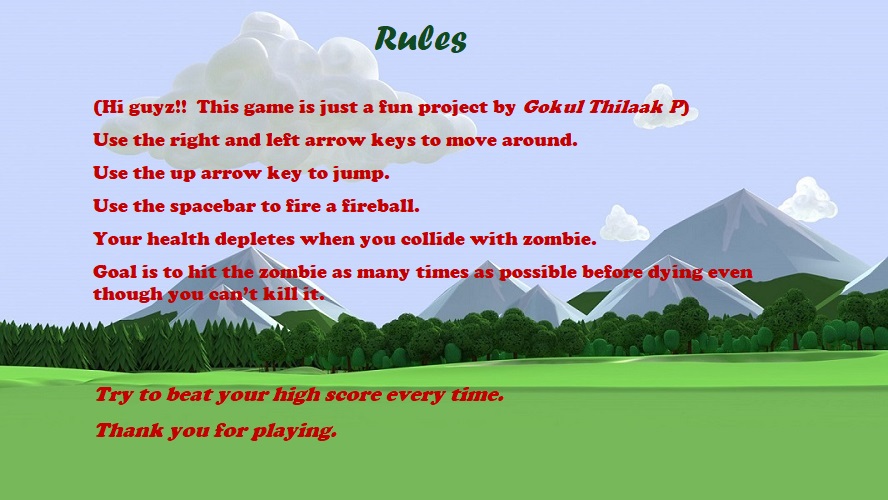 Rules
(Hi guyz!!  This game is just a fun project by Gokul Thilaak P)
Use the right and left arrow keys to move around.
Use the up arrow key to jump.
Use the spacebar to fire a fireball.
Your health depletes when you collide with zombie.
Goal is to hit the zombie as many times as possible before dying even
though you can’t kill it.
Try to beat your high score every time.
Thank you for playing.